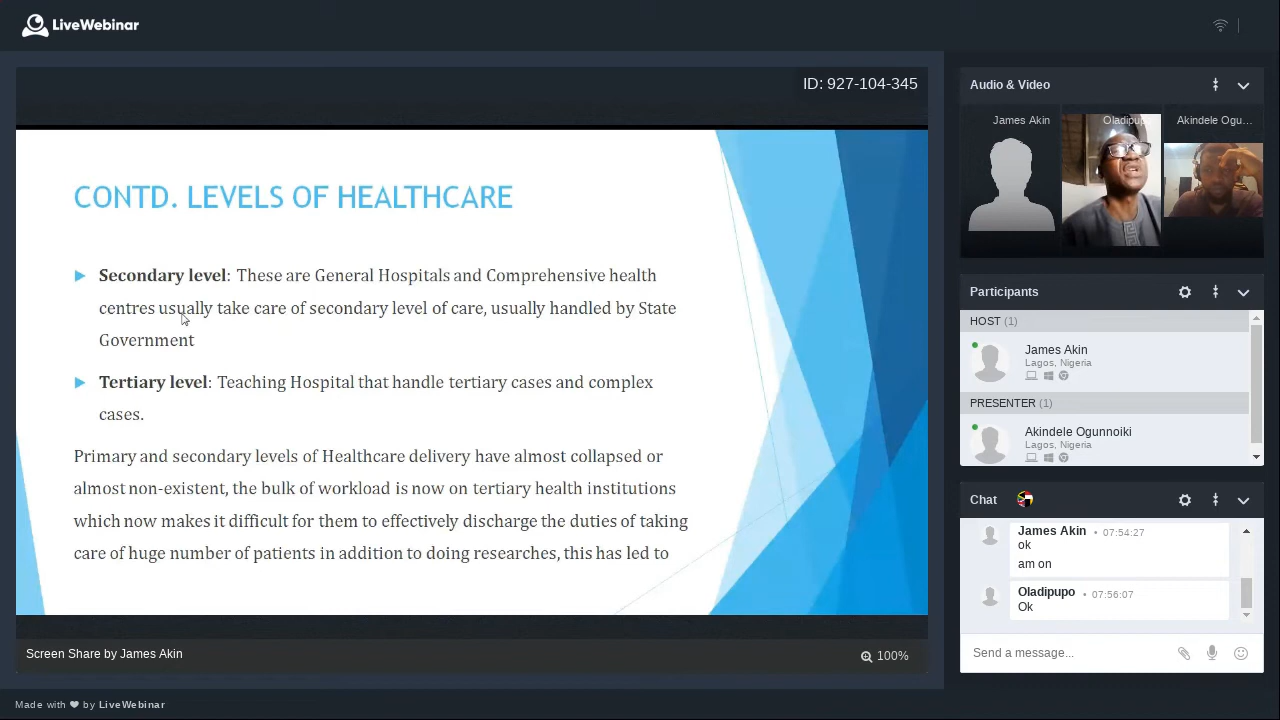 LiveWebinar
ID: 927-104-345
CONTD. LEVELS OF HEALTHCARE
Secondary level: These are General Hospitals and Comprehensive health
centres usually take care of secondary level of care, usually handled by State
Government
Tertiary level: Teaching Hospital that handle tertiary cases and complex
cases.
Primary and secondary levels of Healthcare delivery have almost collapsed or
almost non-existent, the bulk of workload is now on tertiary health institutions
which now makes it difficult for them to effectively discharge the duties of taking
care of huge number of patients in addition to doing researches, this has led to
Screen Share by James Akin
100%
Audio & Video
James Akin
Oladipupo
Akindele Ogu...
Participants
HOST (1)
James Akin
Lagos, Nigeria
PRESENTER (1)
Akindele Ogunnoiki
Lagos, Nigeria
Chat
James Akin • 07:54:27
ok
am on
Oladipupo • 07:56:07
Ok
Send a message...
Made with by LiveWebinar